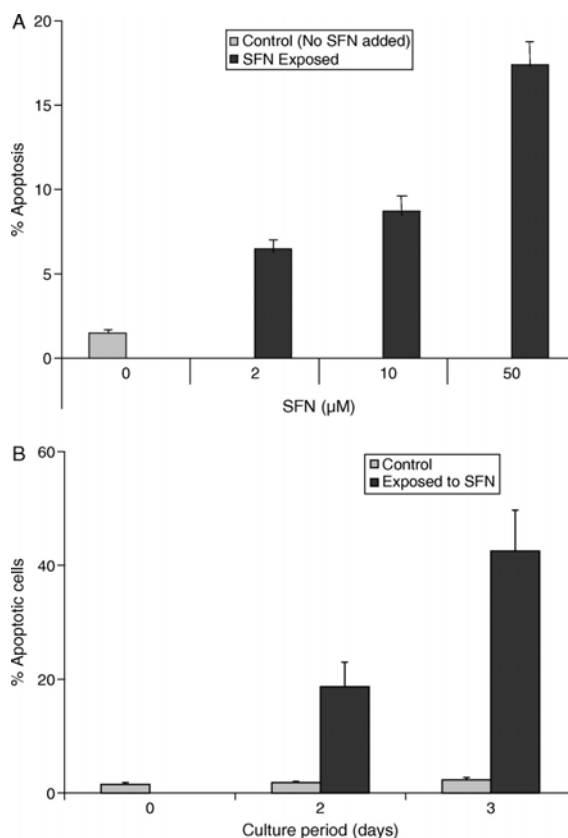 A
20
Control (No SFN added)
SFN Exposed
15
% Apoptosis
10
5
0
0 2 10 50
SFN (µM)
B
60
Control
Exposed to SFN
% Apoptotic cells
40
20
0
0 2 3
Culture period (days)